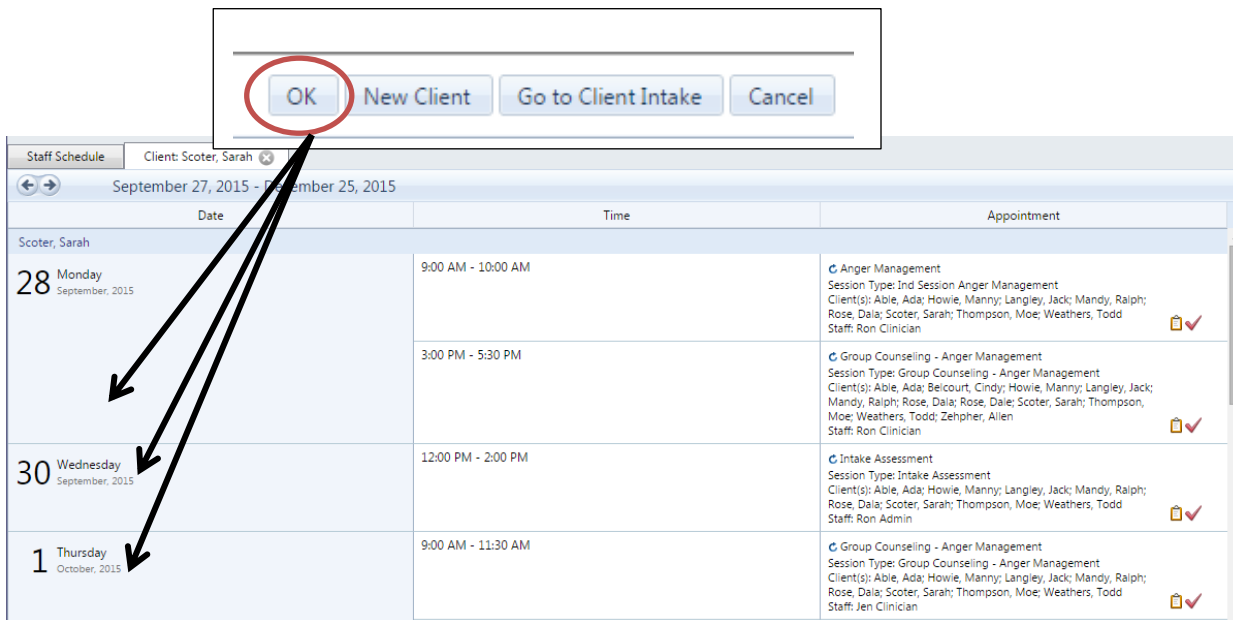 OK New Client Go to Client Intake Cancel
Staff Schedule Client: Scoter, Sarah
September 27, 2015 - December 25, 2015
Date Time Appointment
Scoter, Sarah
28 Monday
September, 2015
9:00 AM - 10:00 AM
Anger Management
Session Type: Ind Session Anger Management
Client(s): Able, Ada; Howie, Manny; Langley, Jack; Mandy, Ralph;
Rose, Dala; Scoter, Sarah; Thompson, Moe; Weathers, Todd
Staff: Ron Clinician
3:00 PM - 5:30 PM
Group Counseling - Anger Management
Session Type: Group Counseling - Anger Management
Client(s): Able, Ada; Belcourt, Cindy; Howie, Manny; Langley, Jack;
Mandy, Ralph; Rose, Dala; Rose, Dale; Scoter, Sarah; Thompson,
Moe; Weathers, Todd; Zehpher, Allen
Staff: Ron Clinician
30 Wednesday
September, 2015
12:00 PM - 2:00 PM
Intake Assessment
Session Type: Intake Assessment
Client(s): Able, Ada; Howie, Manny; Langley, Jack; Mandy, Ralph;
Rose, Dala; Scoter, Sarah; Thompson, Moe; Weathers, Todd
Staff: Ron Admin
1 Thursday
October, 2015
9:00 AM - 11:30 AM
Group Counseling - Anger Management
Session Type: Group Counseling - Anger Management
Client(s): Able, Ada; Howie, Manny; Langley, Jack; Mandy, Ralph;
Rose, Dala; Scoter, Sarah; Thompson, Moe; Weathers, Todd
Staff: Jen Clinician